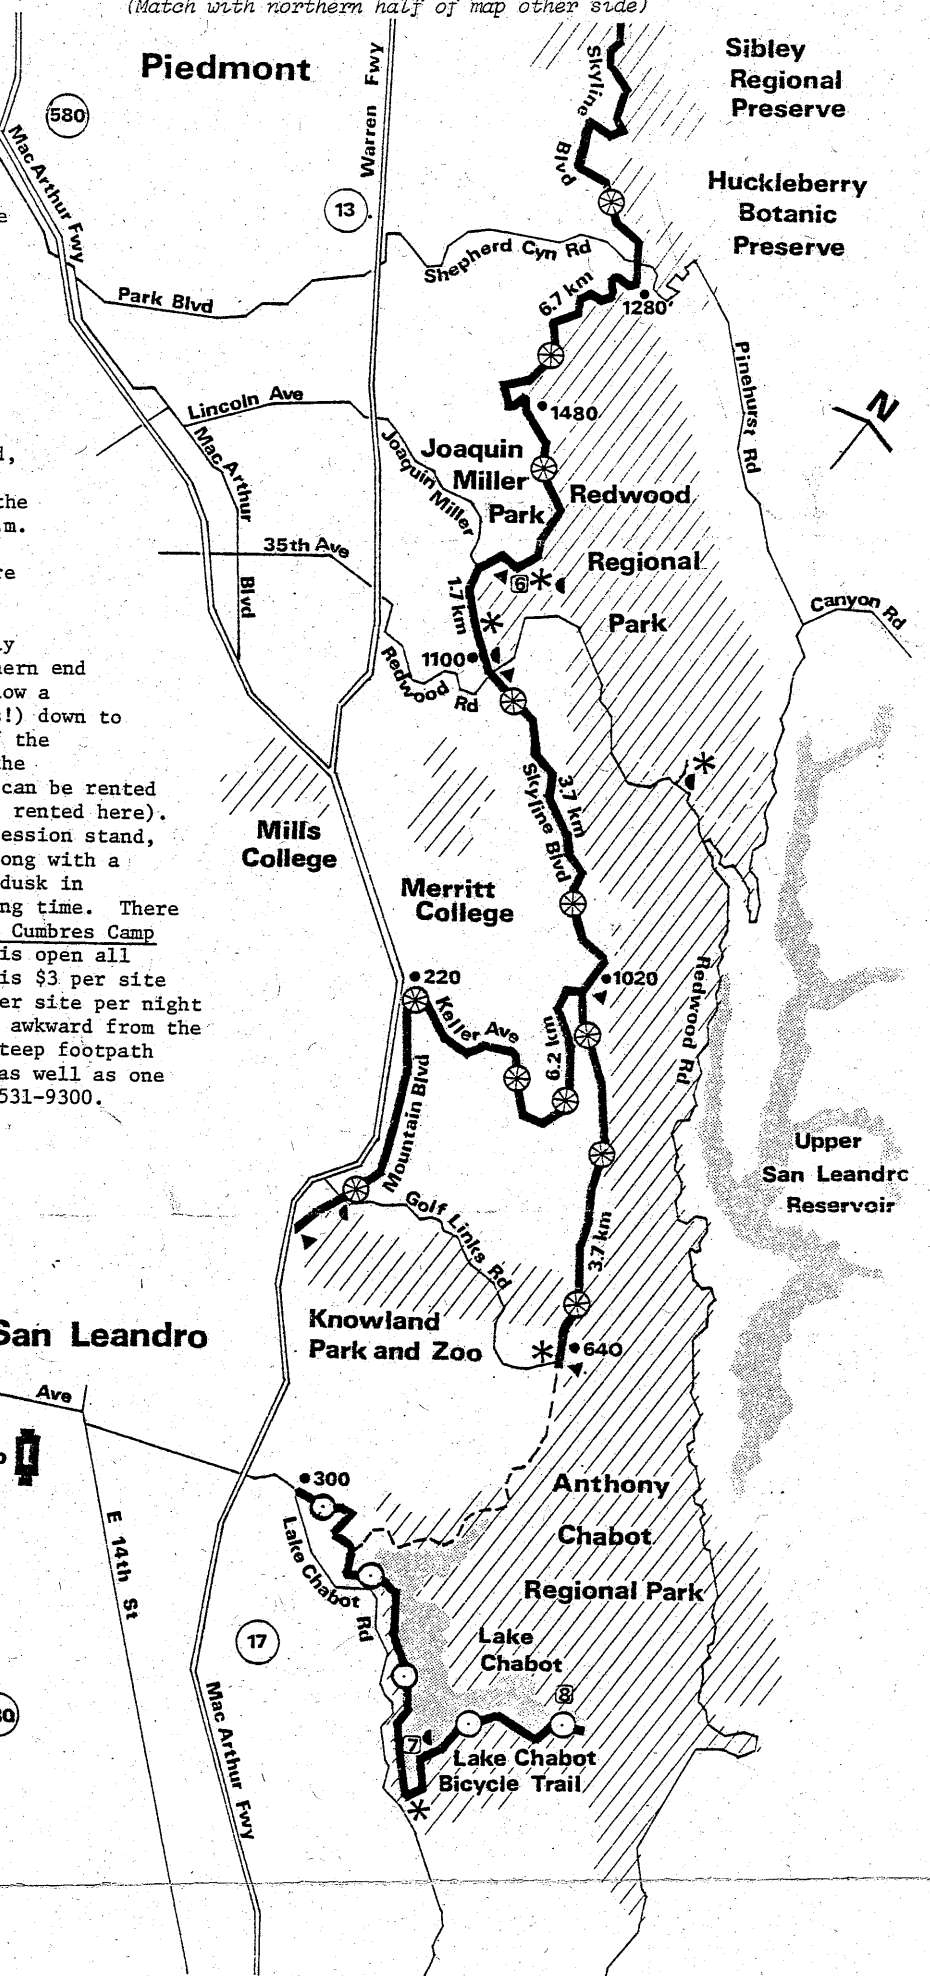 (Match with northern half of map other side)
Piedmont
Sibley
Regional
Preserve
Skyline
Blvd
Warren Fwy
580
Mac Arthur Fwy
13
Huckleberry
Botanic
Preserve
Shepherd Cyn Rd
Park Blvd
6.7 km
1280'
Pinehurst Rd
N
Lincoln Ave
1480
Mac Arthur
Blvd
Joaquin
Miller
Joaquin
Miller
Park
Redwood
Regional
Park
35th Ave
6
1.7 km
Canyon Rd
1100
Redwood
Rd
the
.m.
hern end
low a
s!) down to
the
can be rented
rented here).
ession stand,
ong with a
dusk in
ng time. There
Cumbres Camp
is open all
is $3 per site
er site per night
awkward from the
teep footpath
as well as one
531-9300.
Mills
College
3.7 km
Skyline Blvd
Merritt
College
220
1020
Keller Ave
6.2 km
Redwood Rd
Mountain Blvd
Upper
San Leandro
Reservoir
Golf Links Rd
3.7 km
San Leandro
Knowland
Park and Zoo
640
Ave
300
Anthony
Chabot
Regional Park
E 14th St
Lake Chabot
Rd
17
Lake
Chabot
8
Mac Arthur Fwy
7
Lake Chabot
Bicycle Trail